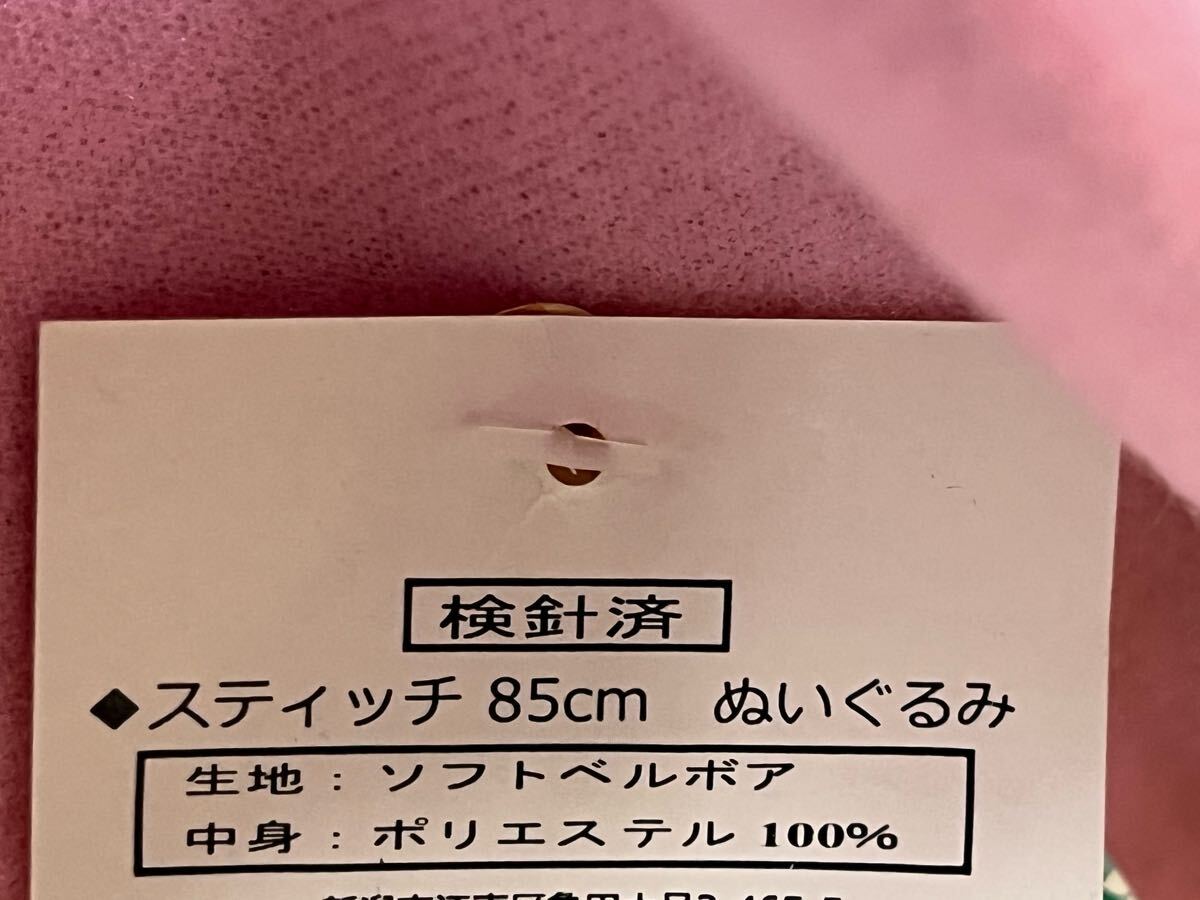 検針済
◆スティッチ 85cm ぬいぐるみ
生地: ソフトベルボア
中身: ポリエステル 100%